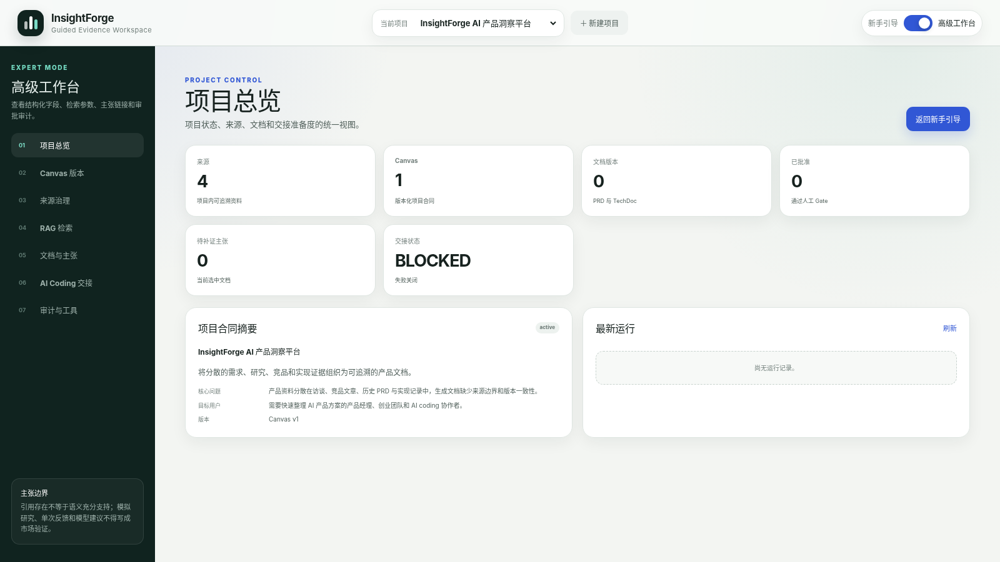 InsightForge
Guided Evidence Workspace
当前项目 InsightForge AI 产品洞察平台
＋ 新建项目
新手引导 高级工作台
EXPERT MODE
高级工作台
查看结构化字段、检索参数、主张链接和审
批审计。
01 项目总览
02 Canvas 版本
03 来源治理
04 RAG 检索
05 文档与主张
06 AI Coding 交接
07 审计与工具
主张边界
引用存在不等于语义充分支持；模拟
研究、单次反馈和模型建议不得写成
市场验证。
PROJECT CONTROL
项目总览
项目状态、来源、文档和交接准备度的统一视图。
返回新手引导
来源
4
项目内可追溯资料
Canvas
1
版本化项目合同
文档版本
0
PRD 与 TechDoc
已批准
0
通过人工 Gate
待补证主张
0
当前选中文档
交接状态
BLOCKED
失败关闭
项目合同摘要 active
InsightForge AI 产品洞察平台
将分散的需求、研究、竞品和实现证据组织为可追溯的产品文档。
核心问题 产品资料分散在访谈、竞品文章、历史 PRD 与实现记录中，生成文档缺少来源边界和版本一致性。
目标用户 需要快速整理 AI 产品方案的产品经理、创业团队和 AI coding 协作者。
版本 Canvas v1
最新运行 刷新
尚无运行记录。